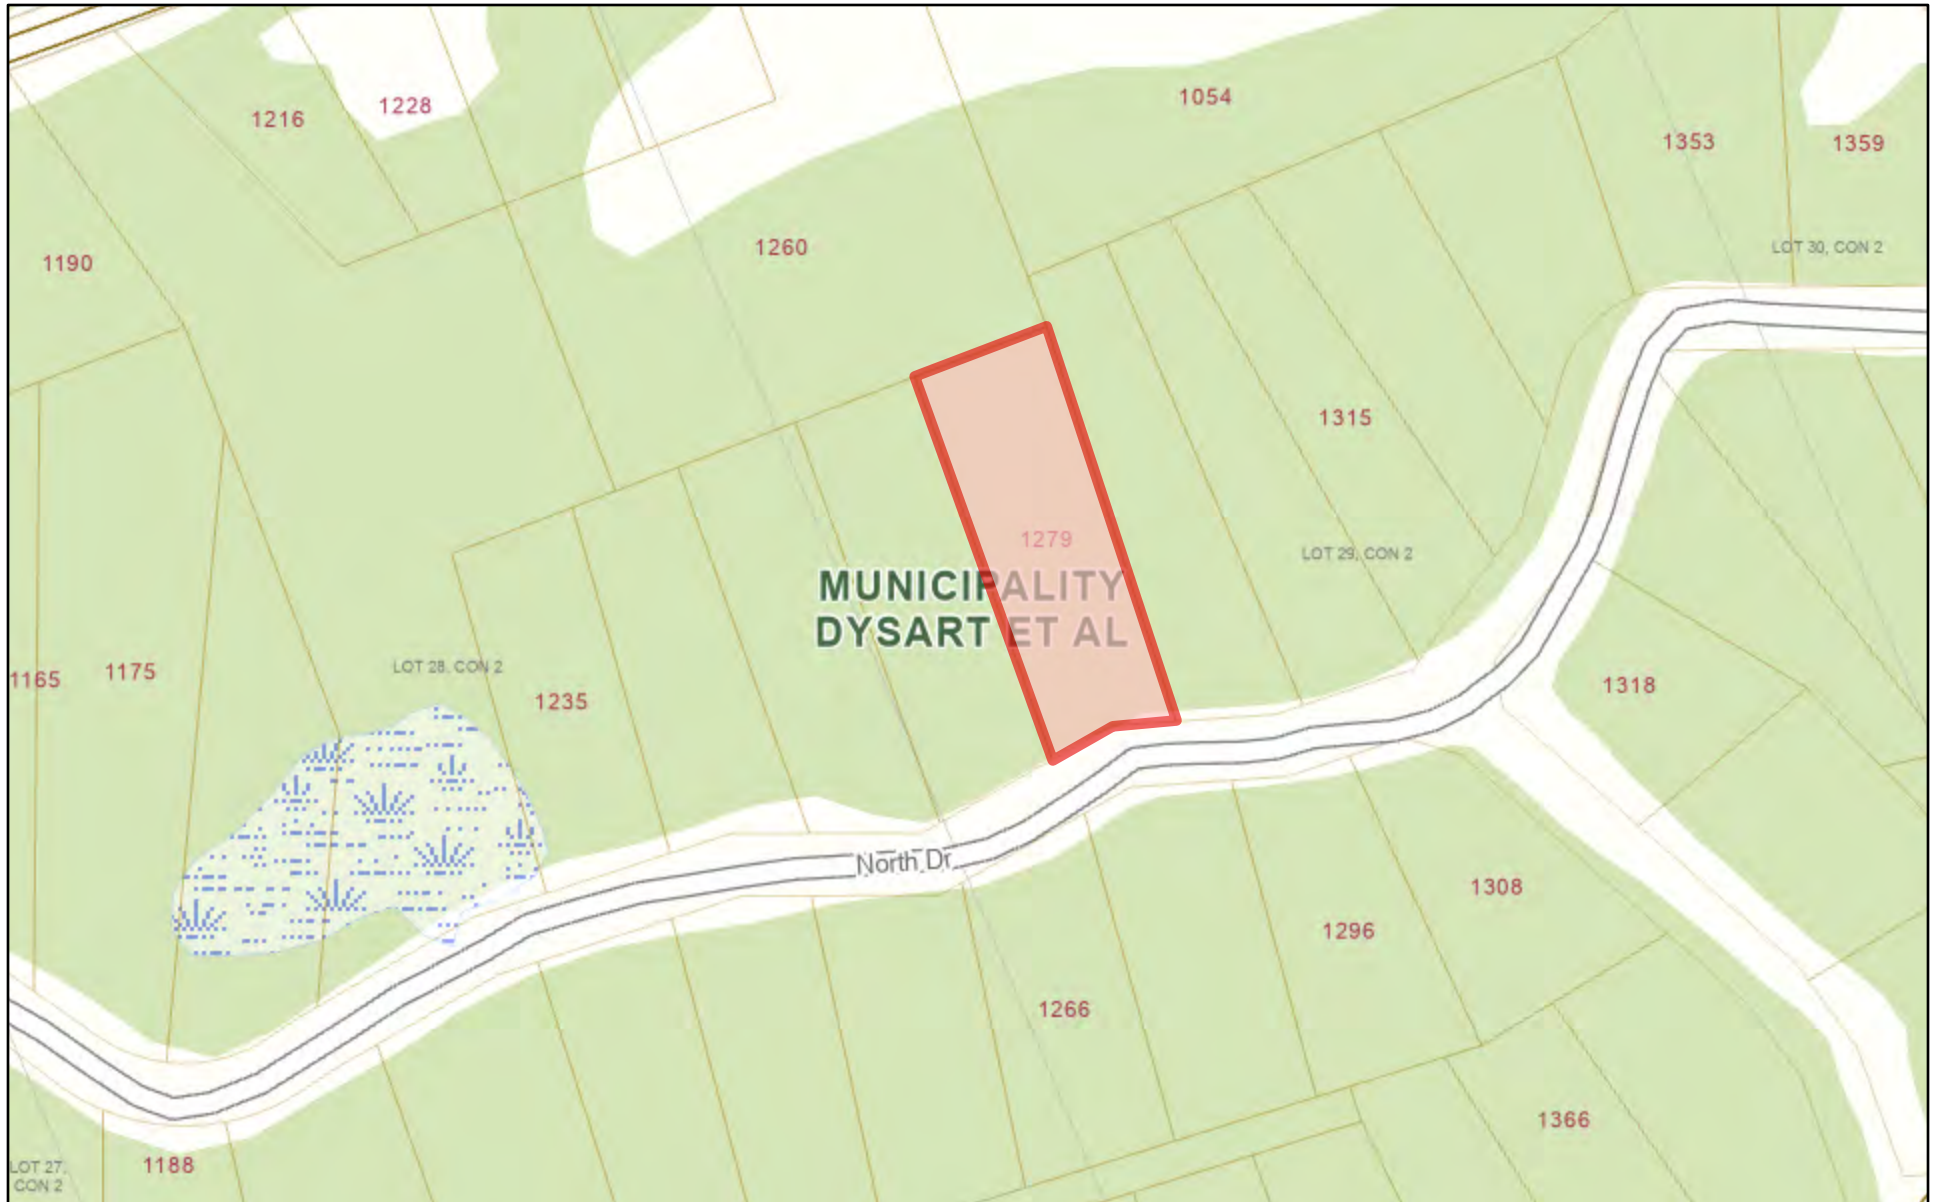 1054
1228
1216
1353
1359
1260
LOT 30, CON 2
1190
1315
1279
LOT 29, CON 2
MUNICIPALITY
DYSART ET AL
LOT 28, CON 2
1165
1175
1318
1235
North Dr
1308
1296
1266
1366
1188
LOT 27,
CON 2